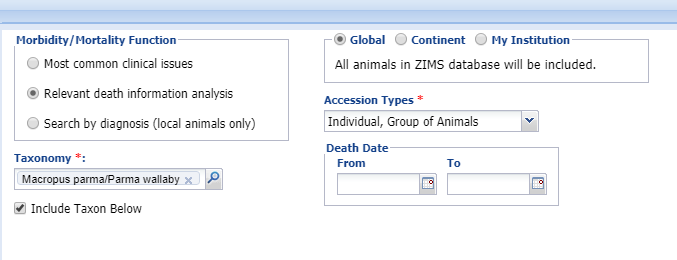 Morbidity/Mortality Function
Most common clinical issues
Relevant death information analysis
Search by diagnosis (local animals only)
Taxonomy *:
Macropus parma/Parma wallaby
Include Taxon Below
Global Continent My Institution
All animals in ZIMS database will be included.
Accession Types *
Individual, Group of Animals
Death Date
From To